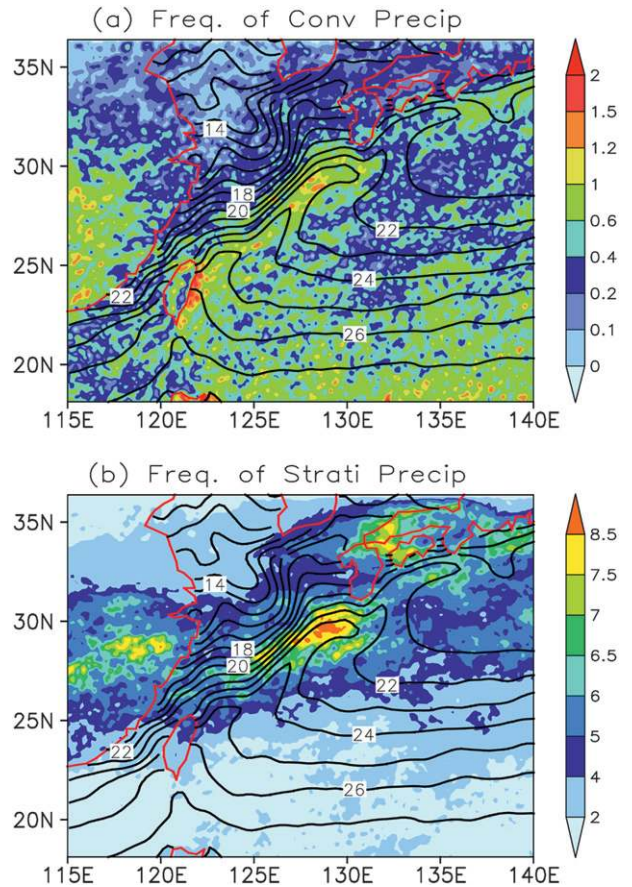 (a) Freq. of Conv Precip
35N
30N
25N
20N
14
18
20
22
22
24
26
115E 120E 125E 130E 135E 140E
2
1.5
1.2
1
0.6
0.4
0.2
0.1
0
(b) Freq. of Strati Precip
35N
30N
25N
20N
14
18
20
22
22
24
26
115E 120E 125E 130E 135E 140E
8.5
7.5
7
6.5
6
5
4
2